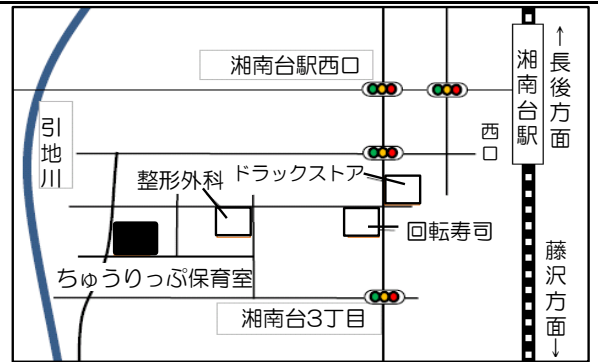 湘南台駅西口
湘南台駅
↑長後方面
引地川
西口
整形外科
ドラックストア
回転寿司
ちゅうりっぷ保育室
湘南台3丁目
藤沢方面↓